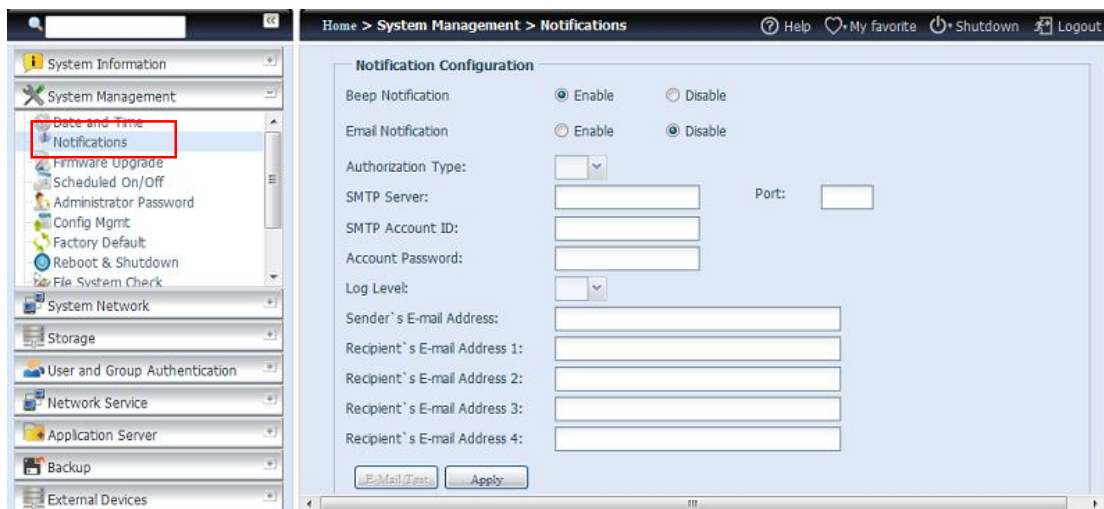 «
Home > System Management > Notifications
Help My favorite Shutdown Logout
System Information
System Management
Date and Time
Notifications
Firmware Upgrade
Scheduled On/Off
Administrator Password
Config Mgmt
Factory Default
Reboot & Shutdown
File System Check
System Network
Storage
User and Group Authentication
Network Service
Application Server
Backup
External Devices
Notification Configuration
Beep Notification Enable Disable
Email Notification Enable Disable
Authorization Type:
SMTP Server: Port:
SMTP Account ID:
Account Password:
Log Level:
Sender`s E-mail Address:
Recipient`s E-mail Address 1:
Recipient`s E-mail Address 2:
Recipient`s E-mail Address 3:
Recipient`s E-mail Address 4:
E-Mail Test Apply